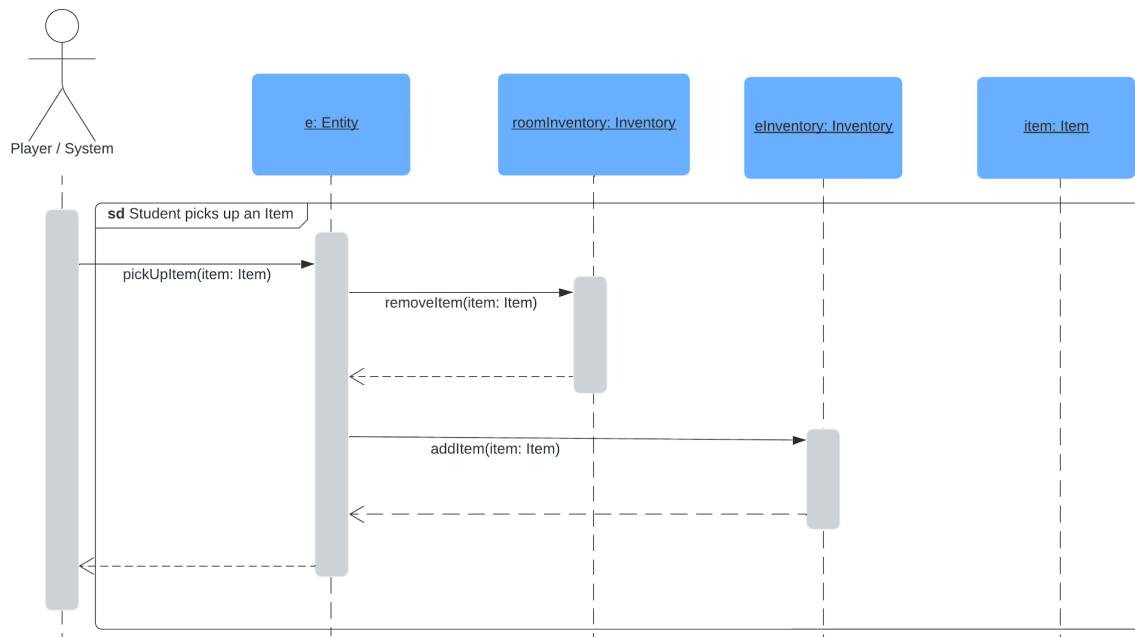 Player / System
e: Entity
roomInventory: Inventory
eInventory: Inventory
item: Item
sd Student picks up an Item
pickUpItem(item: Item)
removeItem(item: Item)
addItem(item: Item)